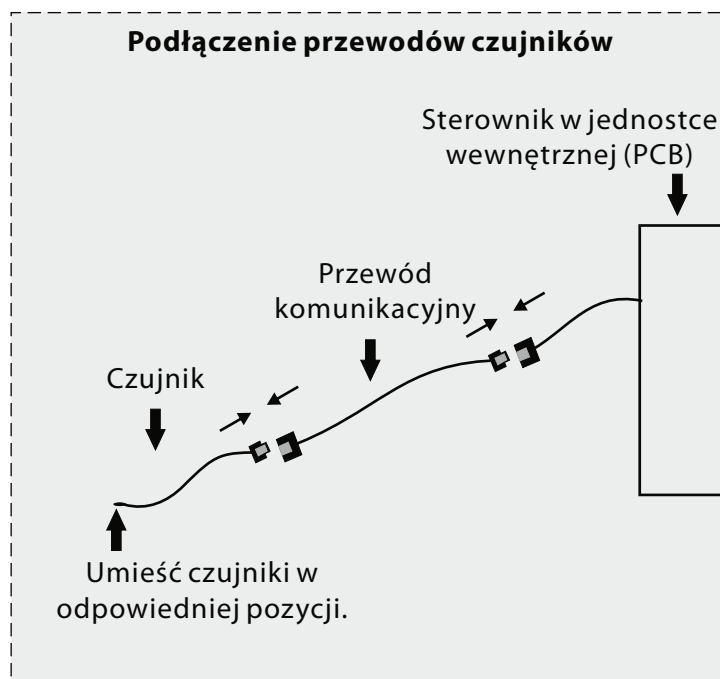 Podłączenie przewodów czujników
Sterownik w jednostce
wewnętrznej (PCB)
Przewód
komunikacyjny
Czujnik
Umieść czujniki w
odpowiedniej pozycji.